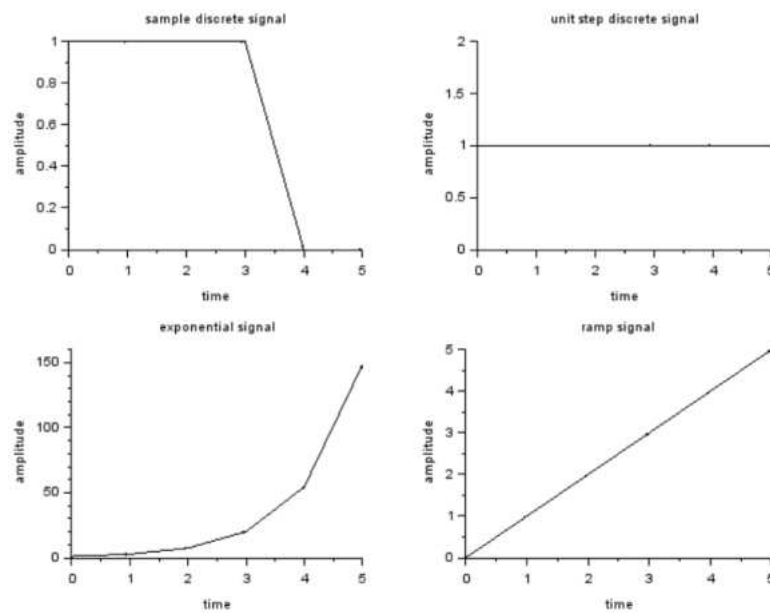 sample discrete signal
1
0.8
0.6
0.4
0.2
0
amplitude
0 1 2 3 4 5
time
unit step discrete signal
2
1.5
1
0.5
0
amplitude
0 1 2 3 4 5
time
exponential signal
150
100
50
0
amplitude
0 1 2 3 4 5
time
ramp signal
5
4
3
2
1
0
amplitude
0 1 2 3 4 5
time